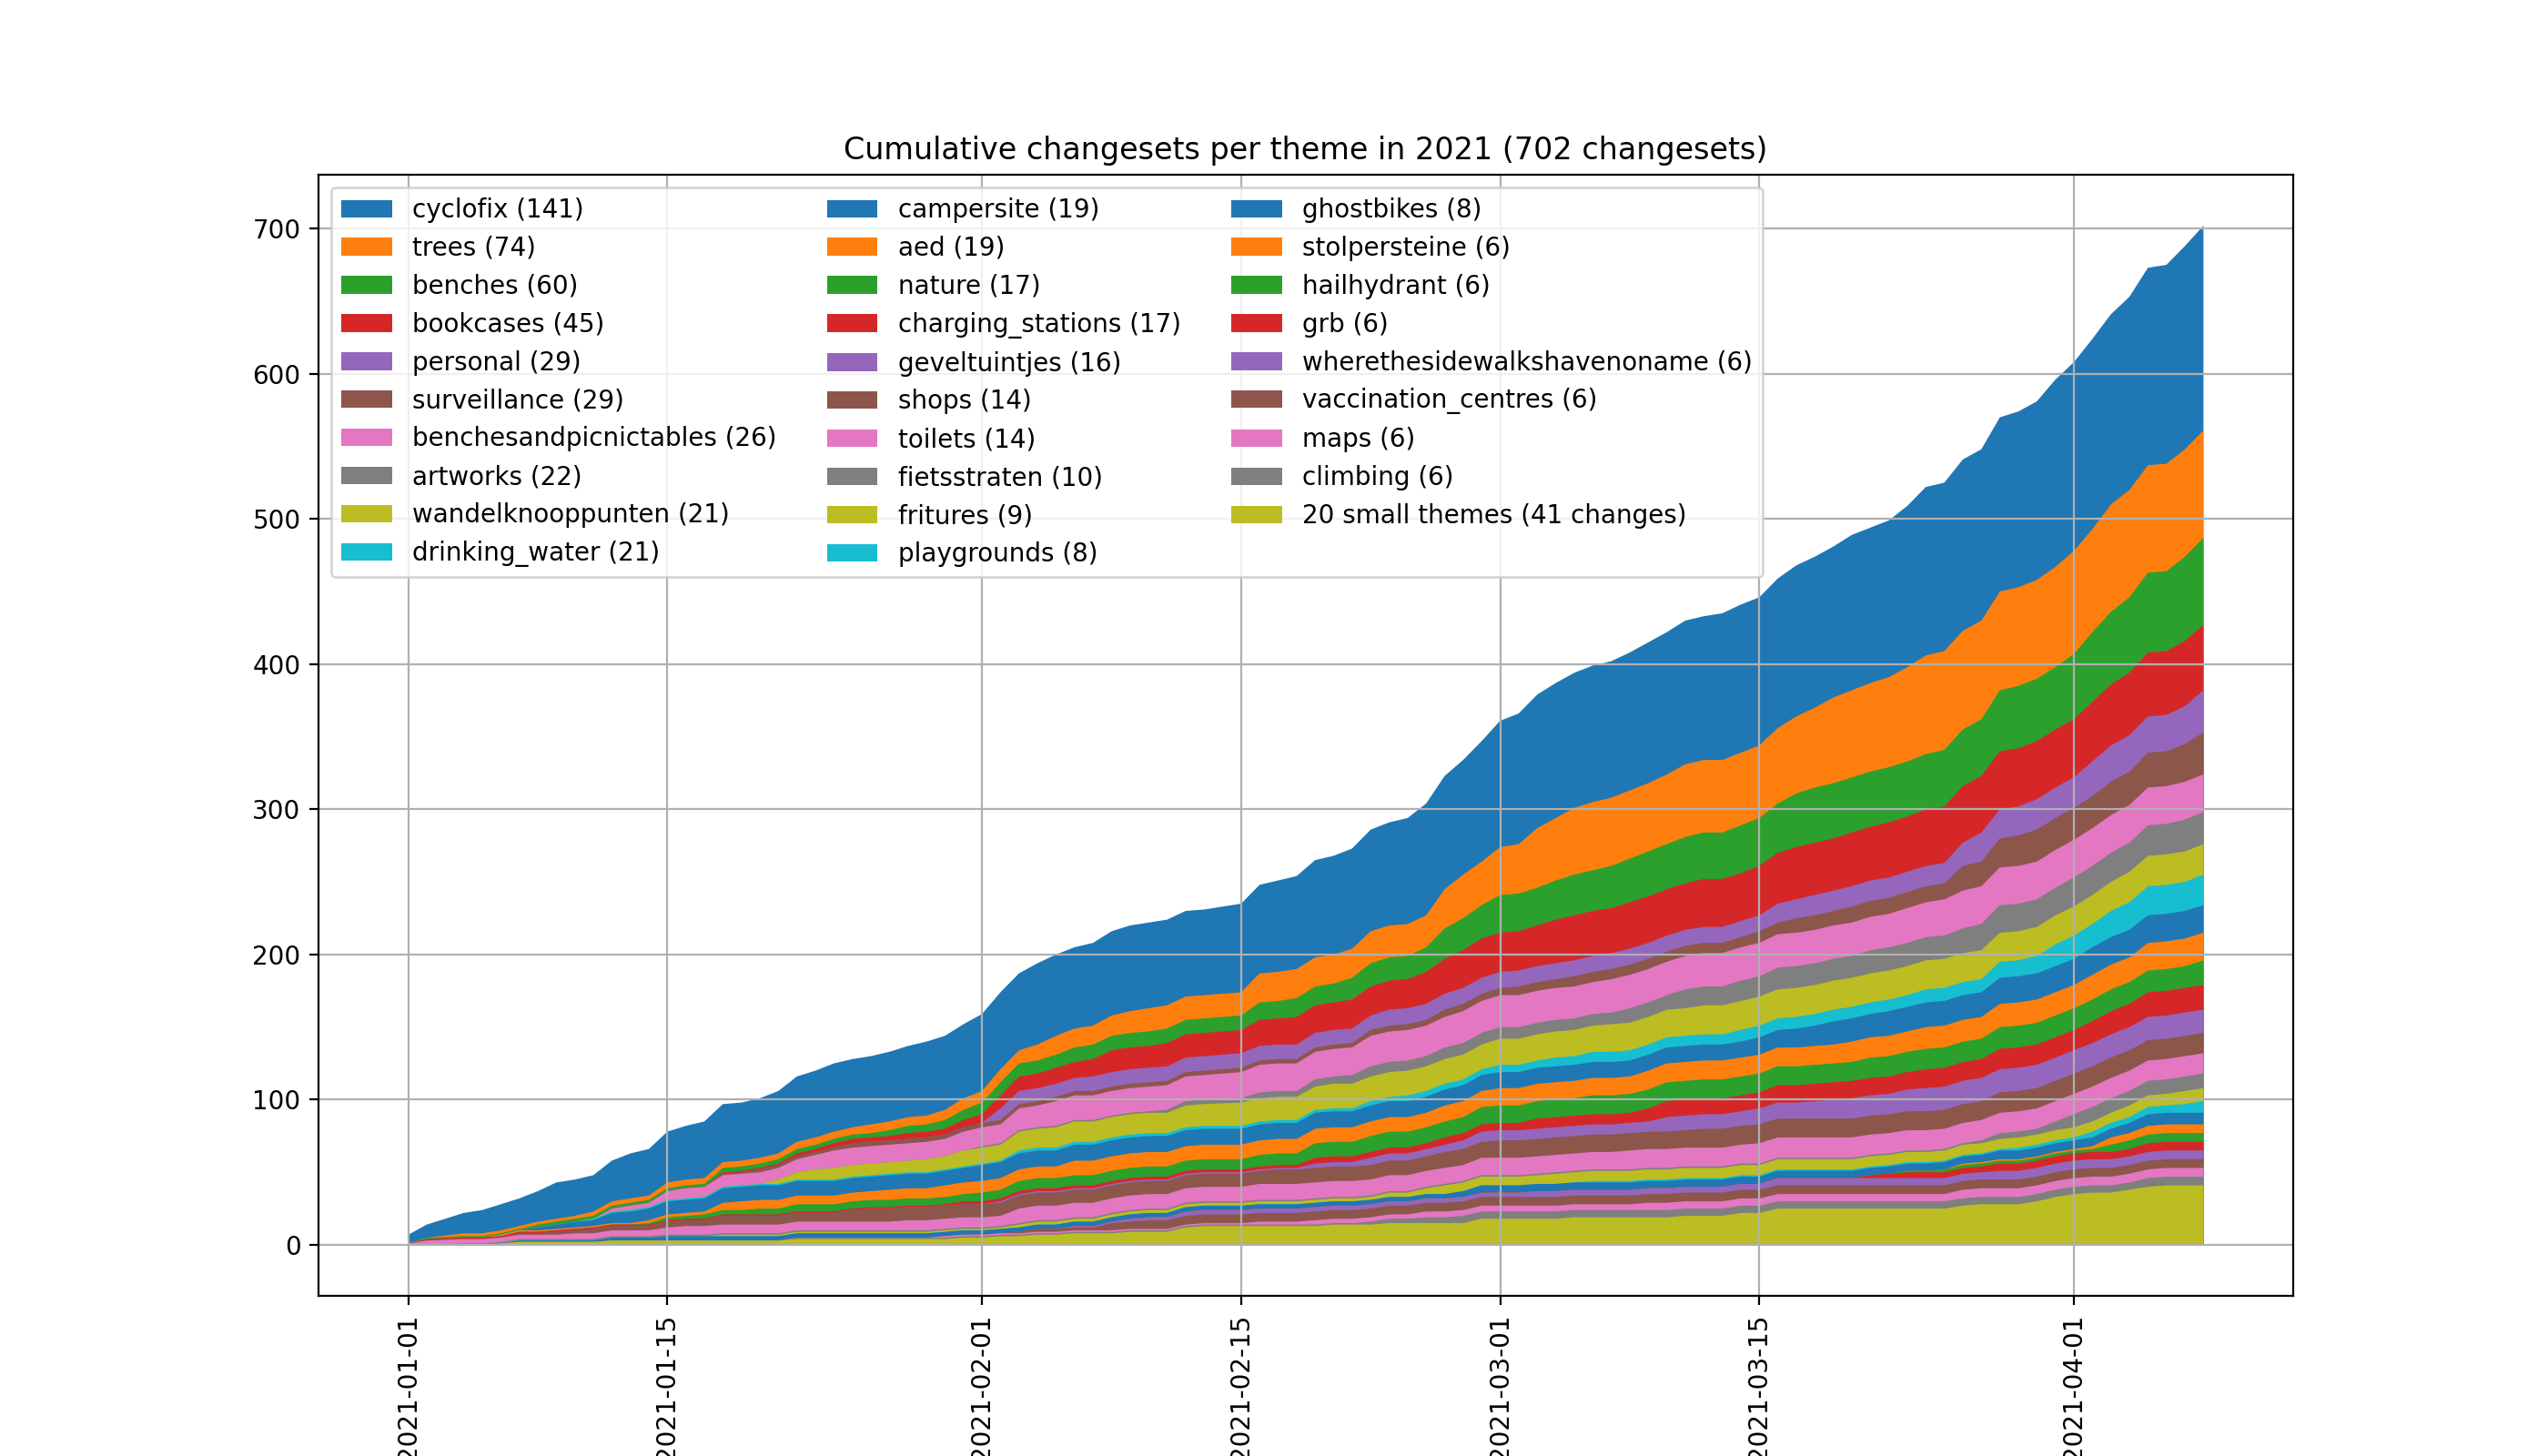 Cumulative changesets per theme in 2021 (702 changesets)
cyclofix (141)
trees (74)
benches (60)
bookcases (45)
personal (29)
surveillance (29)
benchesandpicnictables (26)
artworks (22)
wandelknooppunten (21)
drinking_water (21)
campersite (19)
aed (19)
nature (17)
charging_stations (17)
geveltuintjes (16)
shops (14)
toilets (14)
fietsstraten (10)
fritures (9)
playgrounds (8)
ghostbikes (8)
stolpersteine (6)
hailhydrant (6)
grb (6)
wherethesidewalkshavenoname (6)
vaccination_centres (6)
maps (6)
climbing (6)
20 small themes (41 changes)
700
600
500
400
300
200
100
0
2021-01-01
2021-01-15
2021-02-01
2021-02-15
2021-03-01
2021-03-15
2021-04-01